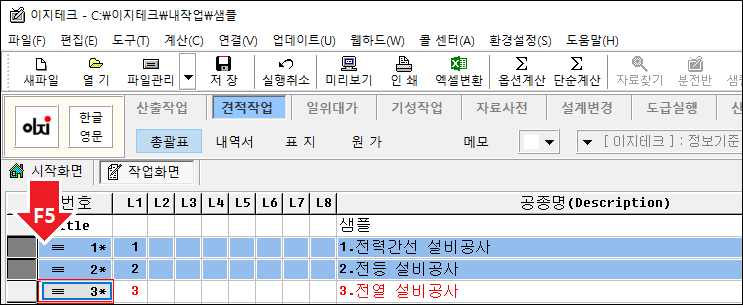 이지테크 - C:₩이지테크₩내작업₩샘플
파일(F) 편집(E) 도구(T) 계산(C) 연결(V) 업데이트(U) 웹하드(W) 콜 센터(A) 환경설정(S) 도움말(H)
새파일 열 기 파일관리 저 장 실행취소 미리보기 인 쇄 엑셀변환 옵션계산 단순계산 자료찾기 분전반
산출작업 견적작업 일위대가 기성작업 자료사전 설계변경 도급실행
한글
영문
총괄표 내역서 표 지 원 가 메모 [ 이지테크 ] : 정보기준
시작화면 작업화면
번호 L1 L2 L3 L4 L5 L6 L7 L8 공종명(Description)
F5
샘플
1* 1 1.전력간선 설비공사
2* 2 2.전등 설비공사
3* 3 3.전열 설비공사